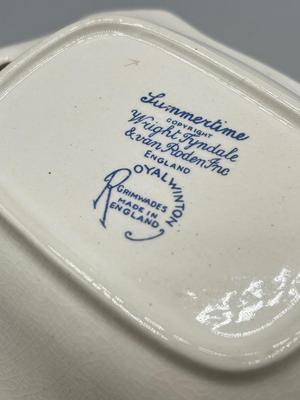 Summertime
COPYRIGHT
Wright Tyndale
& van Roden Inc
ENGLAND
ROYAL WINTON
GRIMWADES
MADE IN
ENGLAND